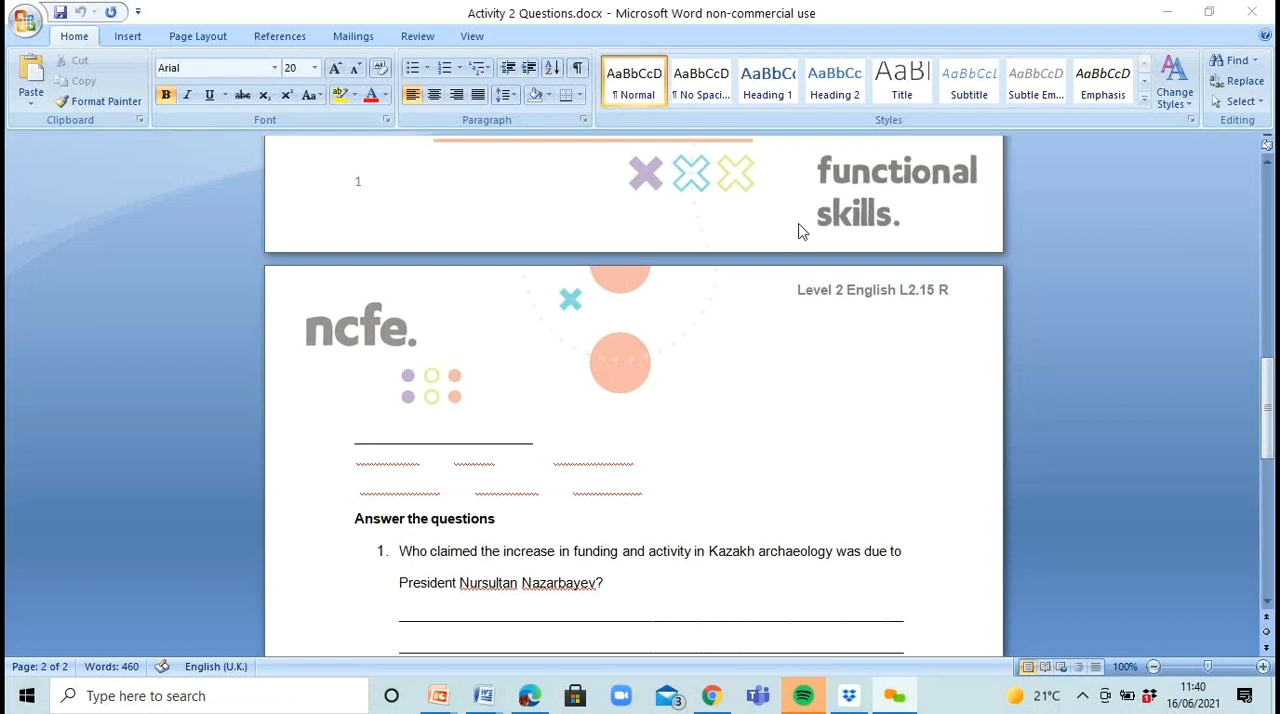 Activity 2 Questions.docx - Microsoft Word non-commercial use
Home Insert Page Layout References Mailings Review View
Paste
Cut
Copy
Format Painter
Clipboard
Arial 20
B I U abc X₂ X² Aa
Font
Paragraph
AaBbCcD AaBbCcD AaBbCc AaBbCc AaBl AaBbCcL AaBbCcD AaBbCcD
¶ Normal ¶ No Spaci... Heading 1 Heading 2 Title Subtitle Subtle Em... Emphasis
Change
Styles
Styles
Find
Replace
Select
Editing
1
functional
skills.
Level 2 English L2.15 R
ncfe.
Answer the questions
1. Who claimed the increase in funding and activity in Kazakh archaeology was due to
President Nursultan Nazarbayev?
Page: 2 of 2 Words: 460 English (U.K.) 100%
Type here to search
3
21°C
11:40
16/06/2021